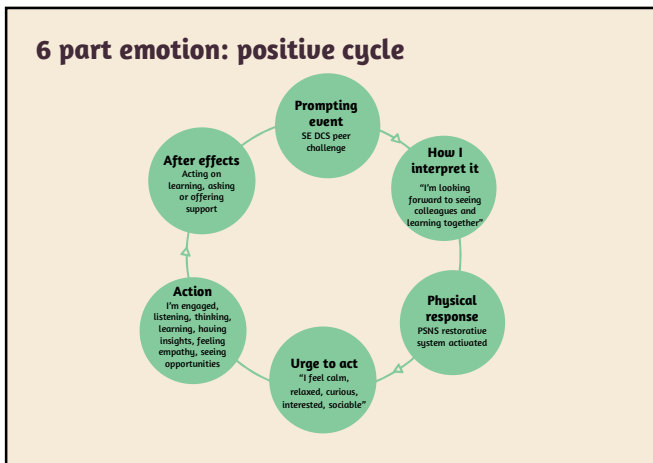 6 part emotion: positive cycle
Prompting
event
SE DCS peer
challenge
How I
interpret it
"I'm looking
forward to seeing
colleagues and
learning together"
Physical
response
PSNS restorative
system activated
Urge to act
"I feel calm,
relaxed, curious,
interested, sociable"
Action
I'm engaged,
listening, thinking,
learning, having
insights, feeling
empathy, seeing
opportunities
After effects
Acting on
learning, asking
or offering
support